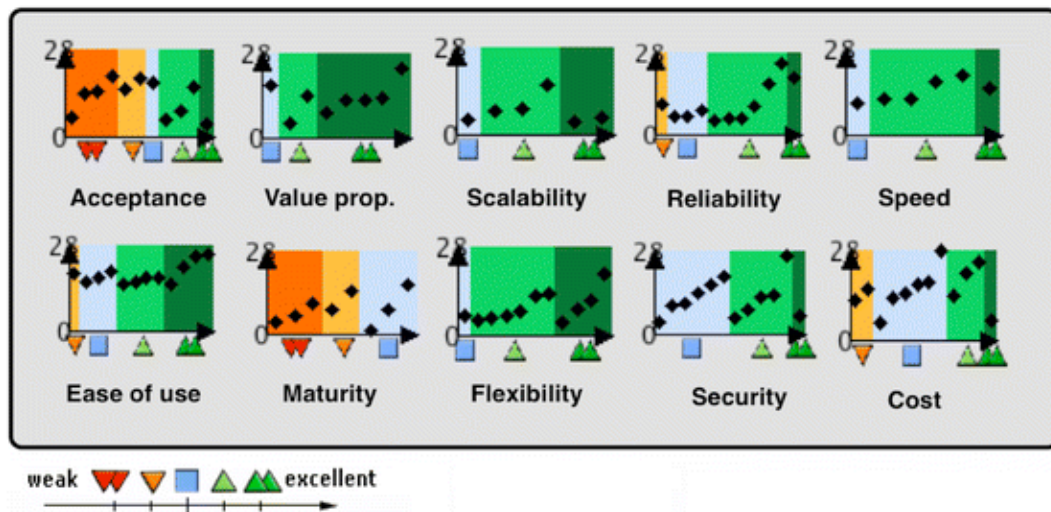 28 28 28 28 28
0 0 0 0 0
Acceptance Value prop. Scalability Reliability Speed
28 28 28 28 28
0 0 0 0 0
Ease of use Maturity Flexibility Security Cost
weak excellent